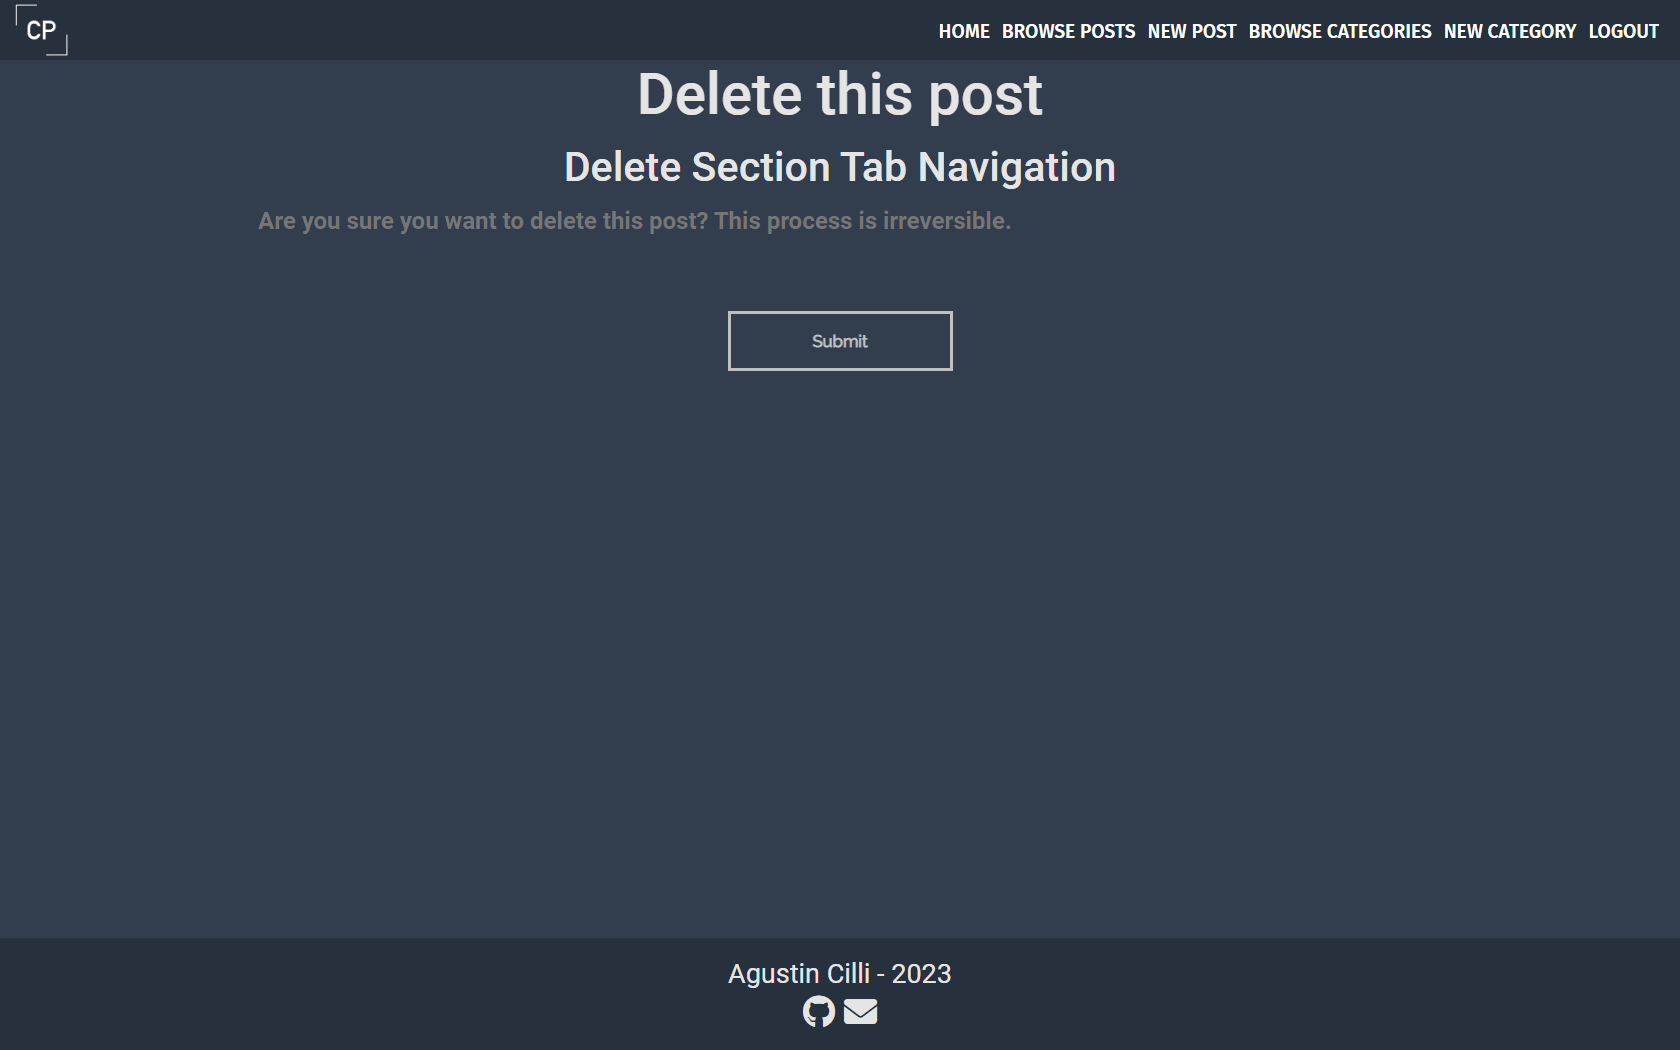 CP
HOME BROWSE POSTS NEW POST BROWSE CATEGORIES NEW CATEGORY LOGOUT
Delete this post
Delete Section Tab Navigation
Are you sure you want to delete this post? This process is irreversible.
Submit
Agustin Cilli - 2023